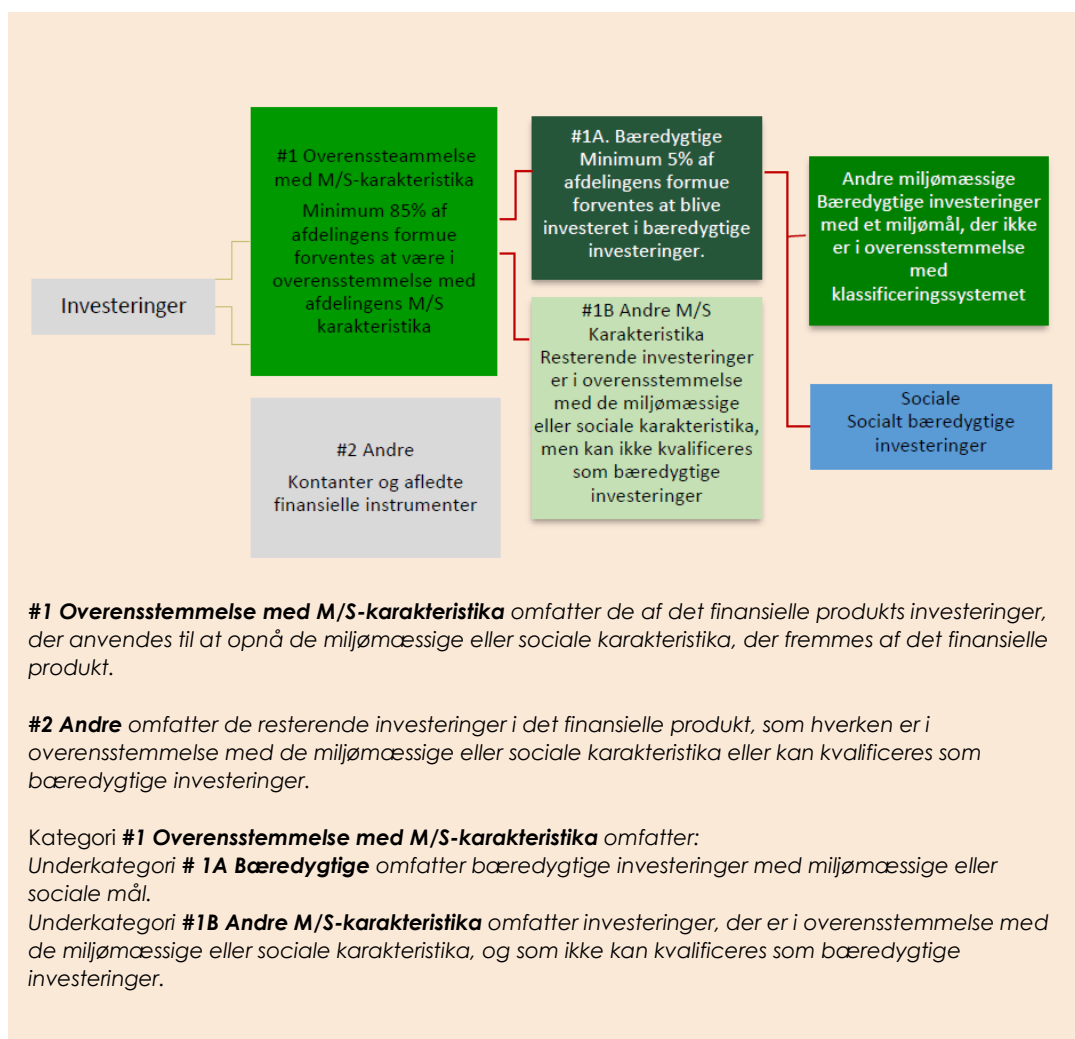 Investeringer
#1 Overenssteammelse
med M/S-karakteristika
Minimum 85% af
afdelingens formue
forventes at være i
overensstemmelse med
afdelingens M/S
karakteristika
#2 Andre
Kontanter og afledte
finansielle instrumenter
#1A. Bæredygtige
Minimum 5% af
afdelingens formue
forventes at blive
investeret i bæredygtige
investeringer.
#1B Andre M/S
Karakteristika
Resterende investeringer
er i overensstemmelse
med de miljømæssige
eller sociale karakteristika,
men kan ikke kvalificeres
som bæredygtige
investeringer
Andre miljømæssige
Bæredygtige investeringer
med et miljømål, der ikke
er i overensstemmelse
med
klassificeringssystemet
Sociale
Socialt bæredygtige
investeringer
#1 Overensstemmelse med M/S-karakteristika omfatter de af det finansielle produkts investeringer,
der anvendes til at opnå de miljømæssige eller sociale karakteristika, der fremmes af det finansielle
produkt.
#2 Andre omfatter de resterende investeringer i det finansielle produkt, som hverken er i
overensstemmelse med de miljømæssige eller sociale karakteristika eller kan kvalificeres som
bæredygtige investeringer.
Kategori #1 Overensstemmelse med M/S-karakteristika omfatter:
Underkategori # 1A Bæredygtige omfatter bæredygtige investeringer med miljømæssige eller
sociale mål.
Underkategori #1B Andre M/S-karakteristika omfatter investeringer, der er i overensstemmelse med
de miljømæssige eller sociale karakteristika, og som ikke kan kvalificeres som bæredygtige
investeringer.